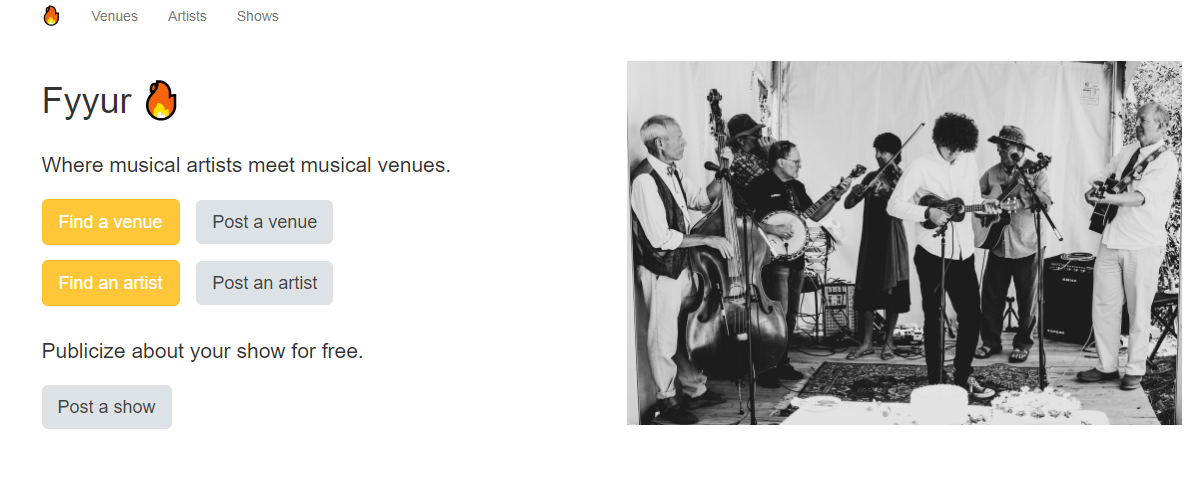 Venues Artists Shows
Fyyur
Where musical artists meet musical venues.
Find a venue Post a venue
Find an artist Post an artist
Publicize about your show for free.
Post a show